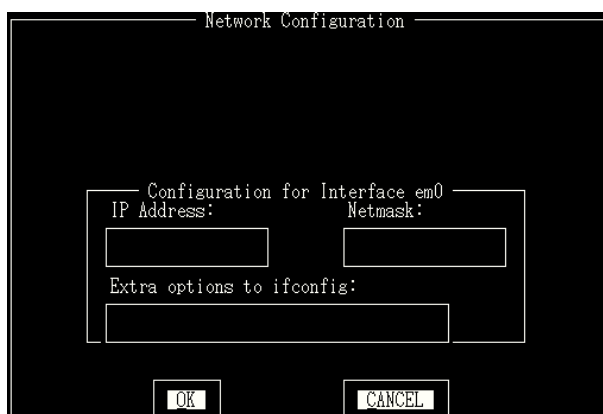 Network Configuration
Configuration for Interface em0
IP Address: Netmask:
Extra options to ifconfig:
OK CANCEL